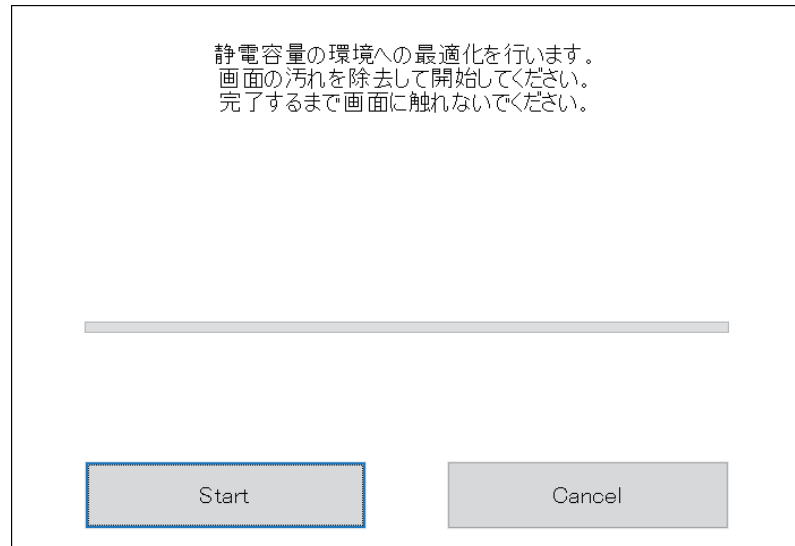 静電容量の環境への最適化を行います。
画面の汚れを除去して開始してください。
完了するまで画面に触れないでください。
Start
Cancel